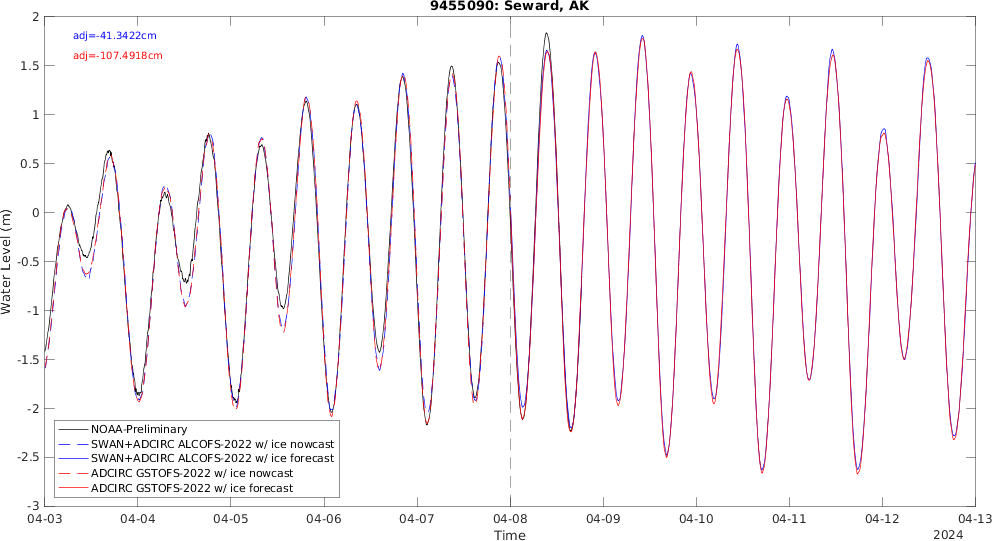 9455090: Seward, AK
adj=-41.3422cm
adj=-107.4918cm
2
1.5
1
0.5
0
-0.5
-1
-1.5
-2
-2.5
-3
Water Level (m)
NOAA-Preliminary
SWAN+ADCIRC ALCOFS-2022 w/ ice nowcast
SWAN+ADCIRC ALCOFS-2022 w/ ice forecast
ADCIRC GSTOFS-2022 w/ ice nowcast
ADCIRC GSTOFS-2022 w/ ice forecast
04-03 04-04 04-05 04-06 04-07 04-08 04-09 04-10 04-11 04-12 04-13
Time
2024